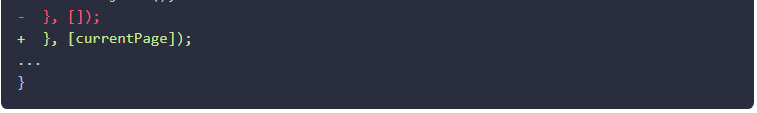 -  }, []);
+  }, [currentPage]);
...
}